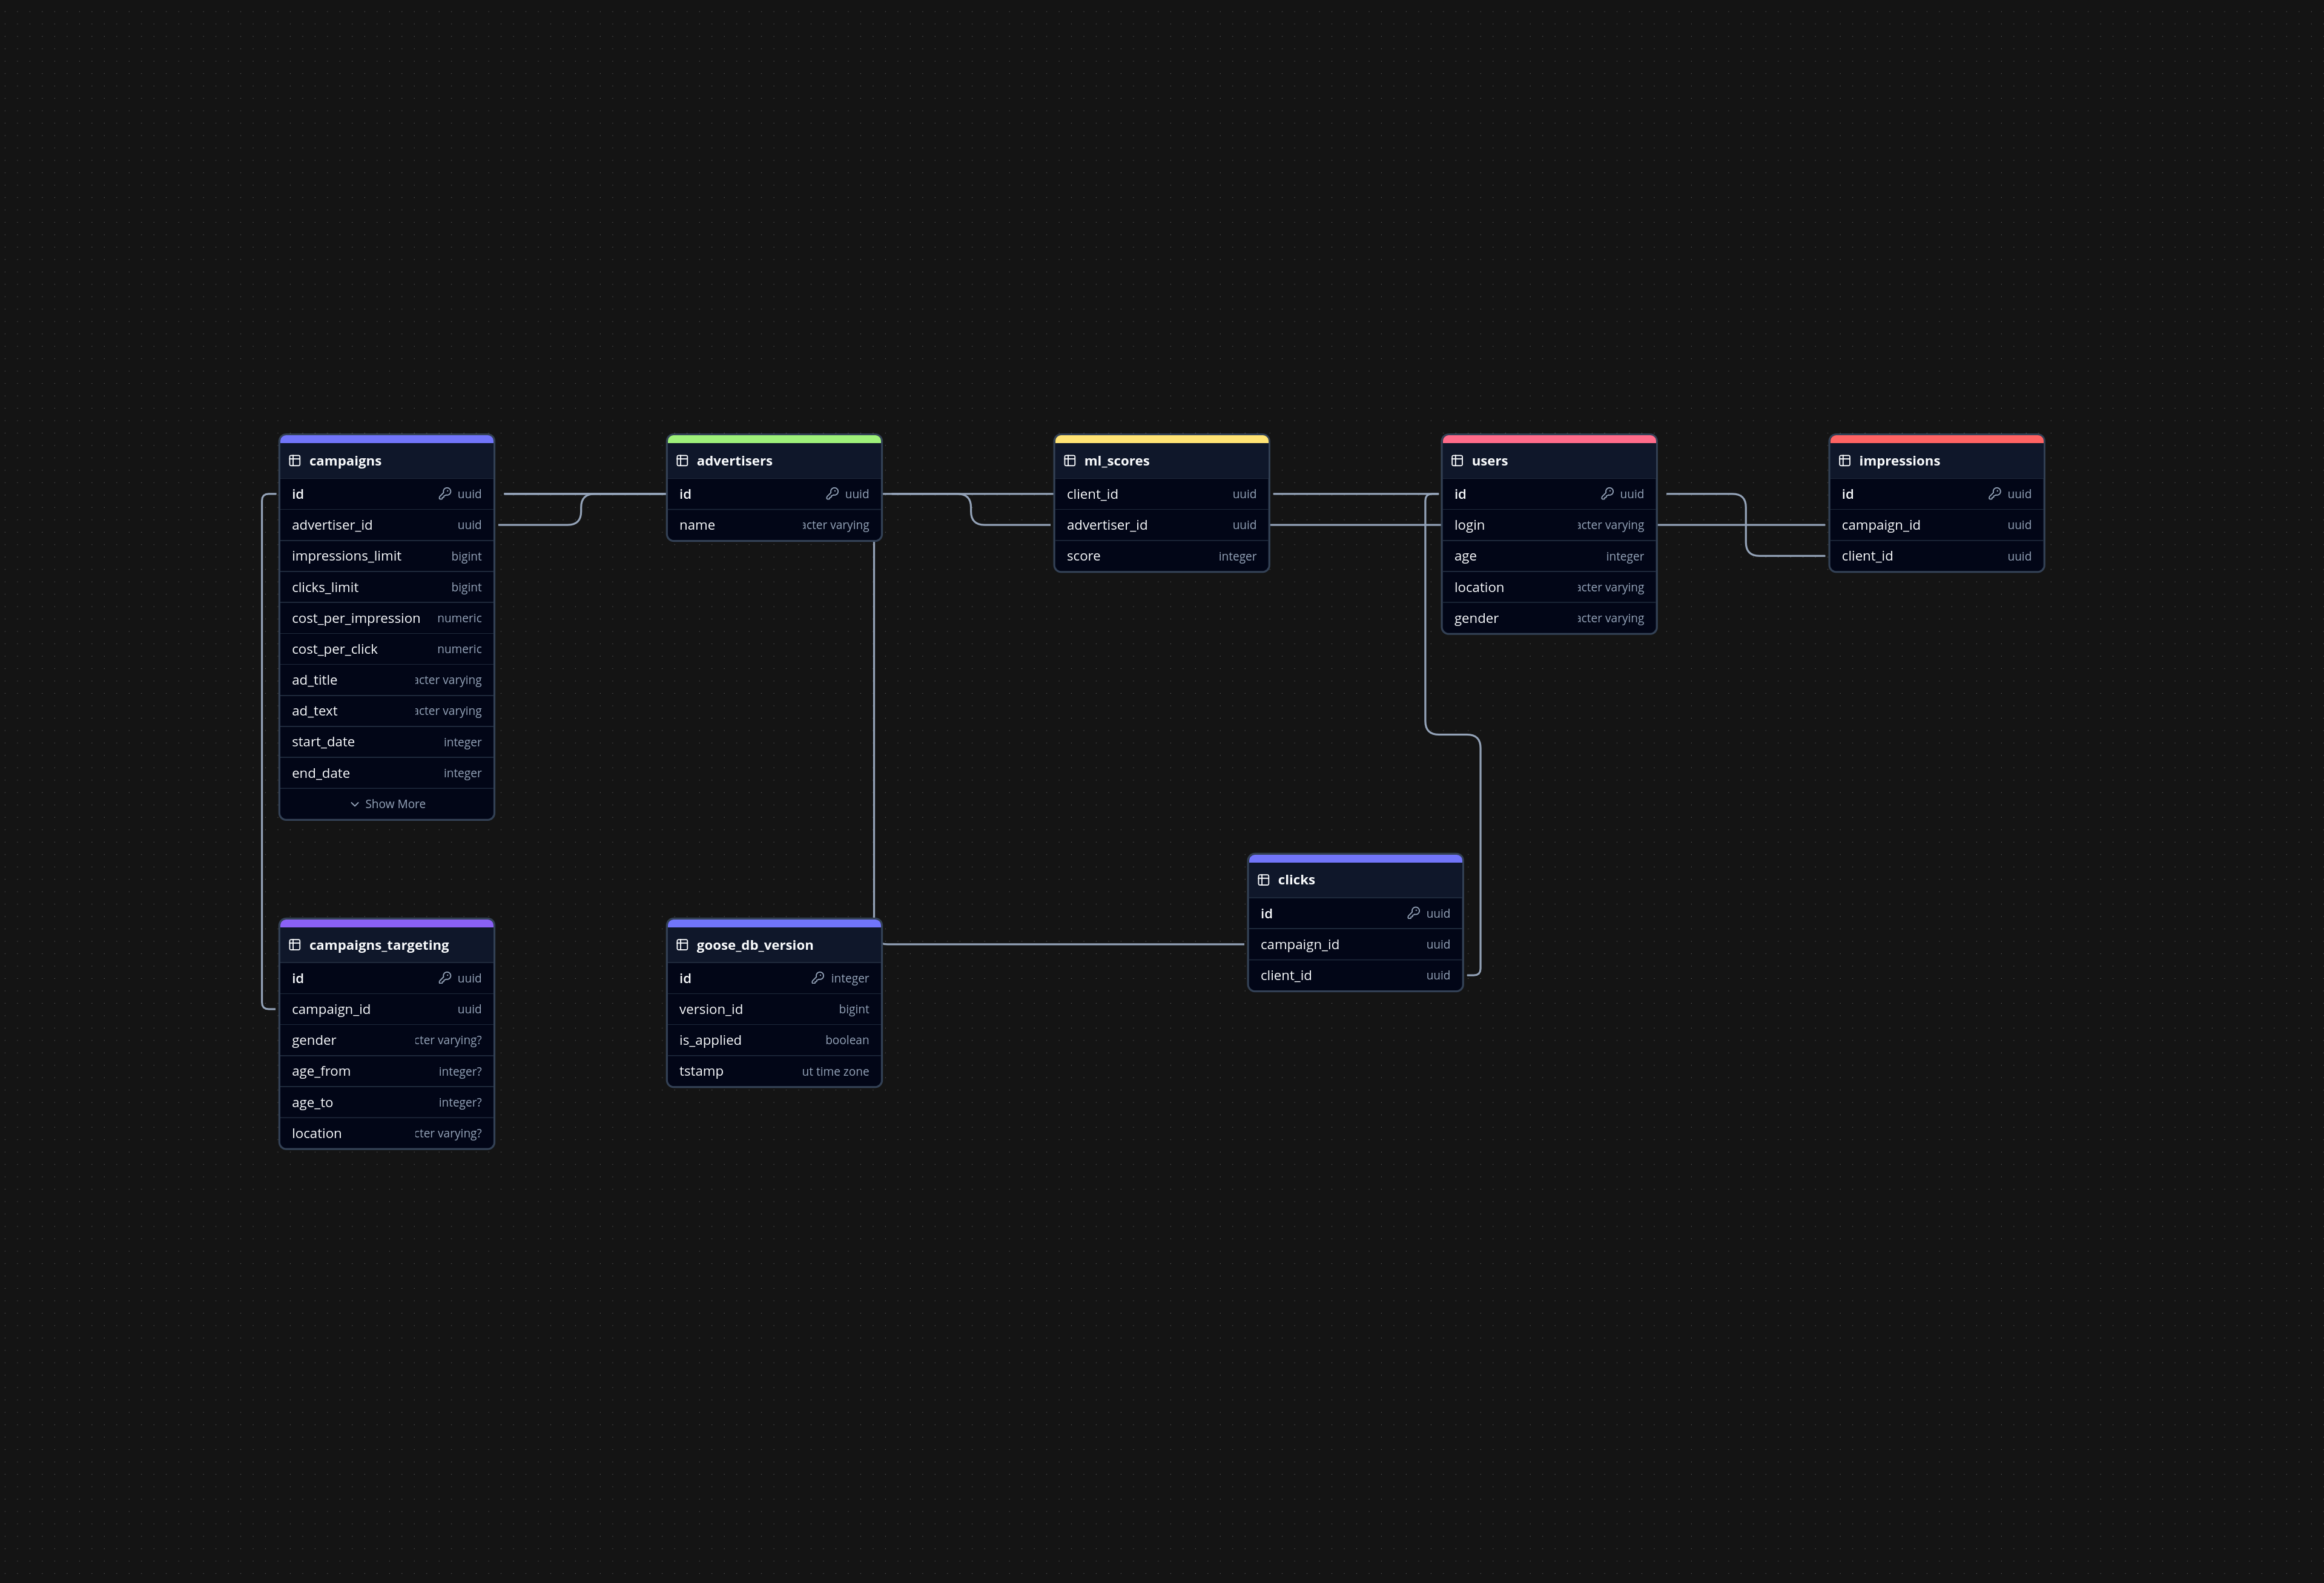 campaigns
id uuid
advertiser_id uuid
impressions_limit bigint
clicks_limit bigint
cost_per_impression numeric
cost_per_click numeric
ad_title acter varying
ad_text acter varying
start_date integer
end_date integer
Show More
advertisers
id uuid
name acter varying
ml_scores
client_id uuid
advertiser_id uuid
score integer
users
id uuid
login acter varying
age integer
location acter varying
gender acter varying
impressions
id uuid
campaign_id uuid
client_id uuid
campaigns_targeting
id uuid
campaign_id uuid
gender cter varying?
age_from integer?
age_to integer?
location cter varying?
goose_db_version
id integer
version_id bigint
is_applied boolean
tstamp ut time zone
clicks
id uuid
campaign_id uuid
client_id uuid